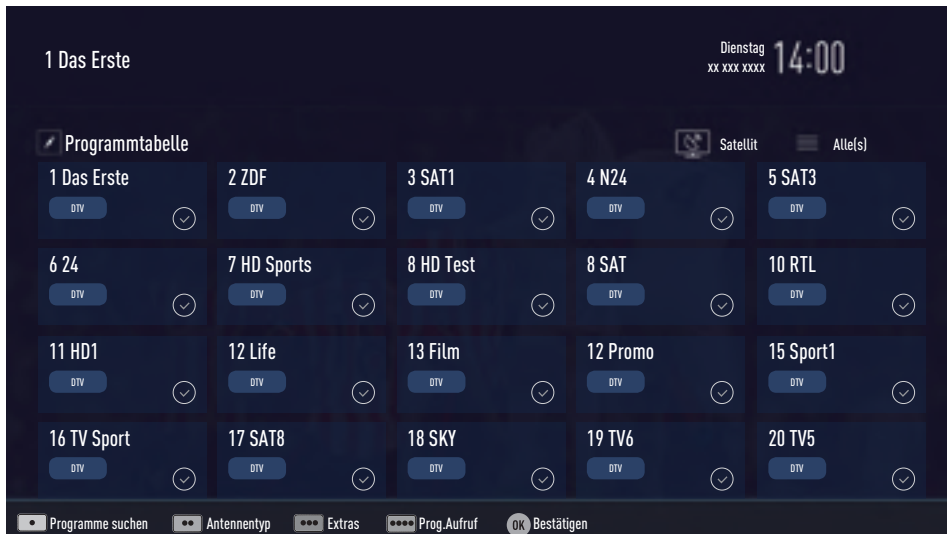 1 Das Erste
Dienstag
xx xxx xxxx
14:00
Programmtabelle
Satellit
Alle(s)
1 Das Erste
2 ZDF
3 SAT1
4 N24
5 SAT3
DTV
DTV
DTV
DTV
DTV
6 24
7 HD Sports
8 HD Test
8 SAT
10 RTL
DTV
DTV
DTV
DTV
DTV
11 HD1
12 Life
13 Film
12 Promo
15 Sport1
DTV
DTV
DTV
DTV
DTV
16 TV Sport
17 SAT8
18 SKY
19 TV6
20 TV5
DTV
DTV
DTV
DTV
DTV
Programme suchen
Antennentyp
Extras
Prog.Aufruf
OK Bestätigen